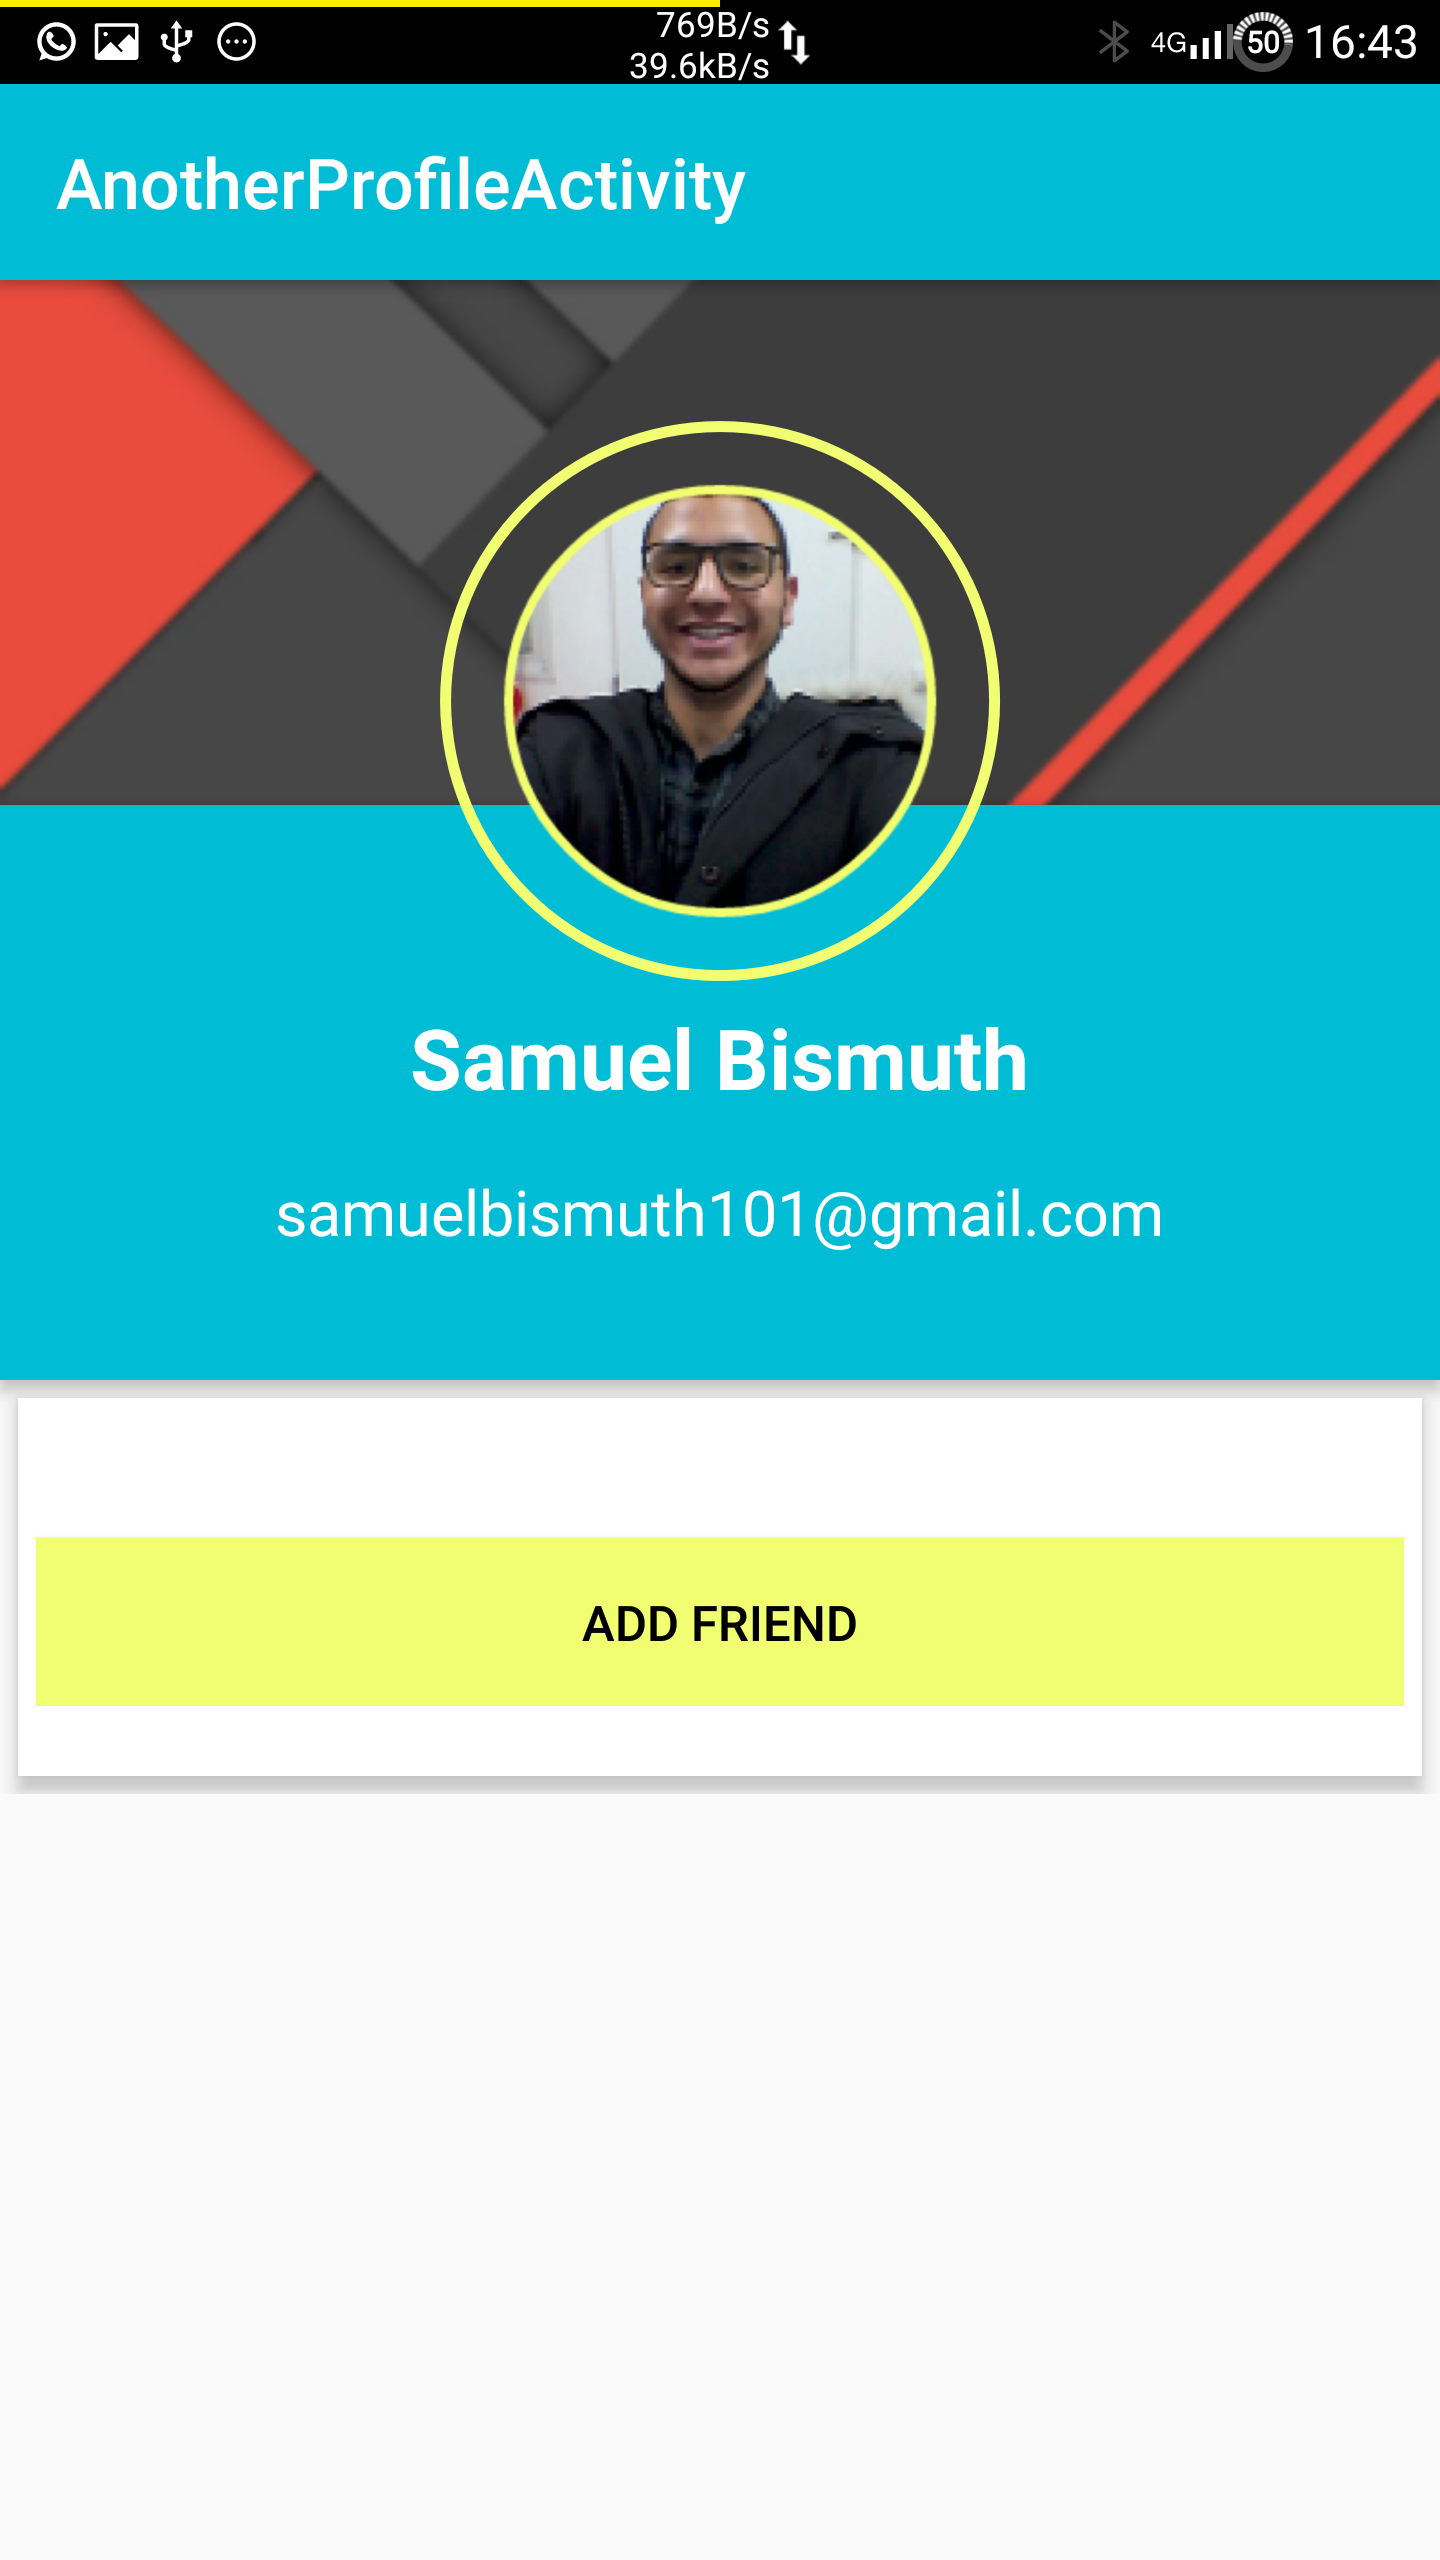 769B/s
39.6kB/s
4G
50
16:43
AnotherProfileActivity
Samuel Bismuth
samuelbismuth101@gmail.com
ADD FRIEND